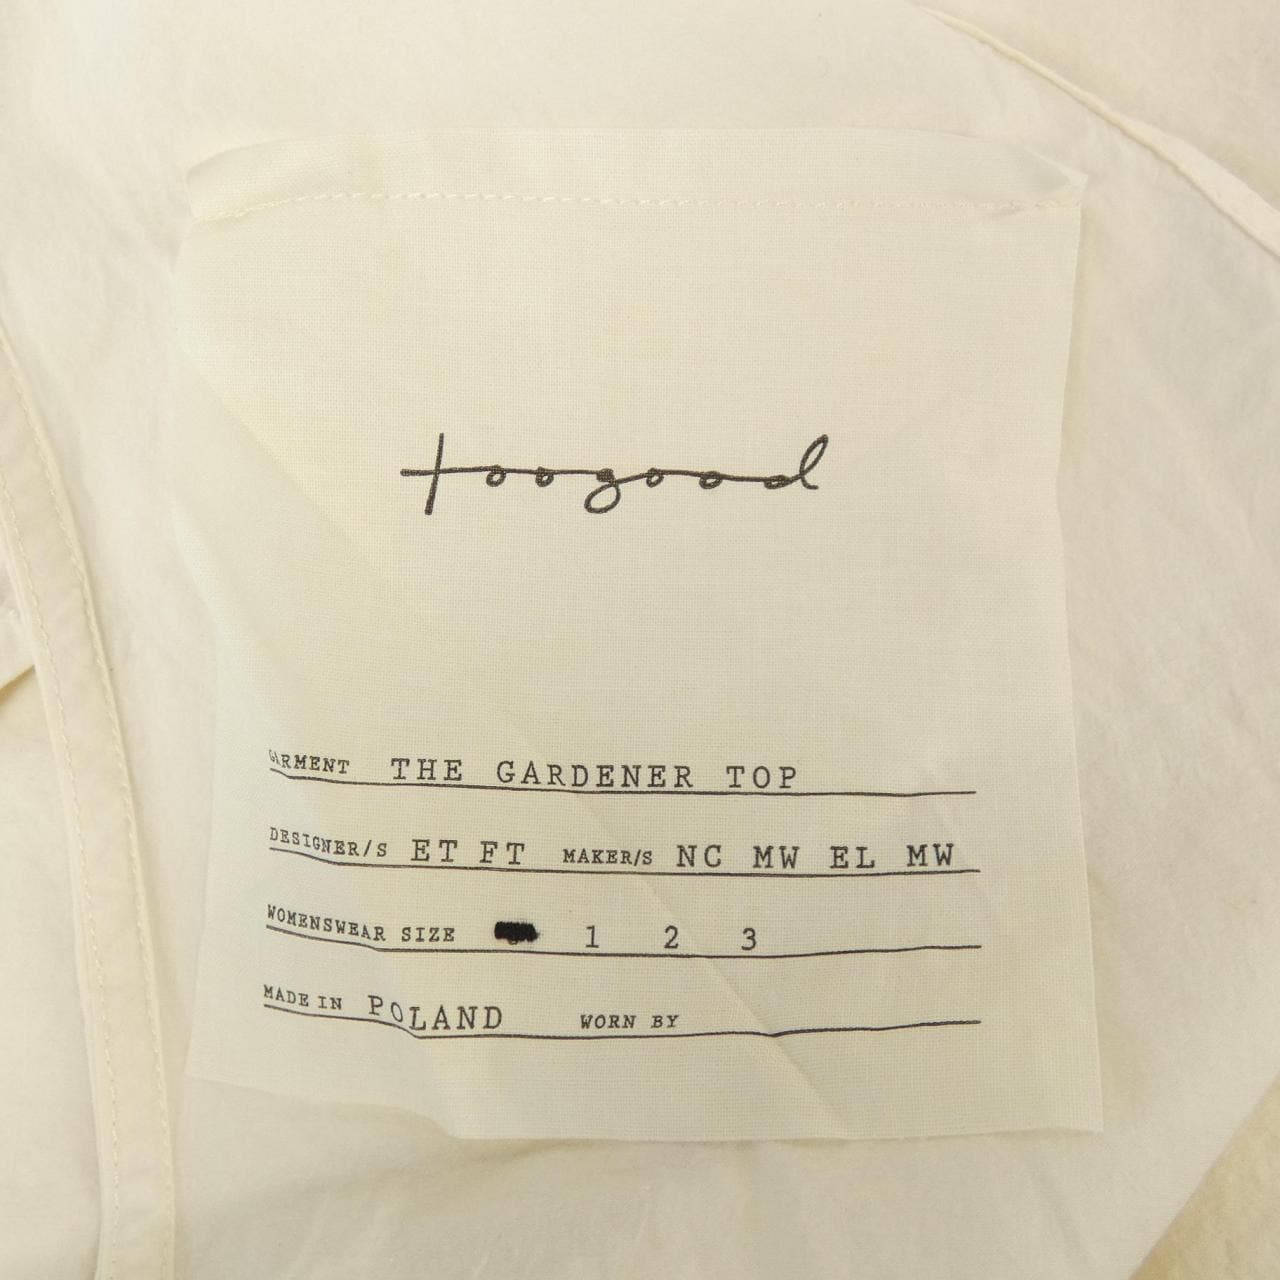 toogood
GARMENT THE GARDENER TOP
DESIGNER/S ET FT MAKER/S NC MW EL MW
WOMENSWEAR SIZE 1 2 3
MADE IN POLAND WORN BY